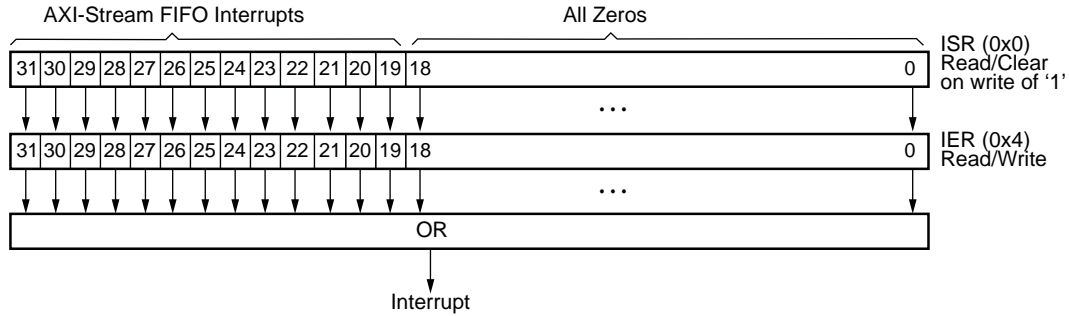 AXI-Stream FIFO Interrupts All Zeros
31 30 29 28 27 26 25 24 23 22 21 20 19 18 0
ISR (0x0)
Read/Clear
on write of ‘1’
...
31 30 29 28 27 26 25 24 23 22 21 20 19 18 0
IER (0x4)
Read/Write
...
OR
Interrupt